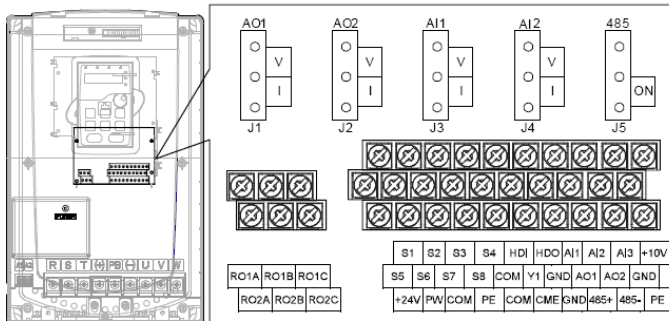 AO1 AO2 AI1 AI2 485
V V V V
I I I I ON
J1 J2 J3 J4 J5
R S T (+) PB (-) U V W
S1 S2 S3 S4 HDI HDO AI1 AI2 AI3 +10V
RO1A RO1B RO1C S5 S6 S7 S8 COM Y1 GND AO1 AO2 GND
RO2A RO2B RO2C +24V PW COM PE COM CME GND 485+ 485- PE